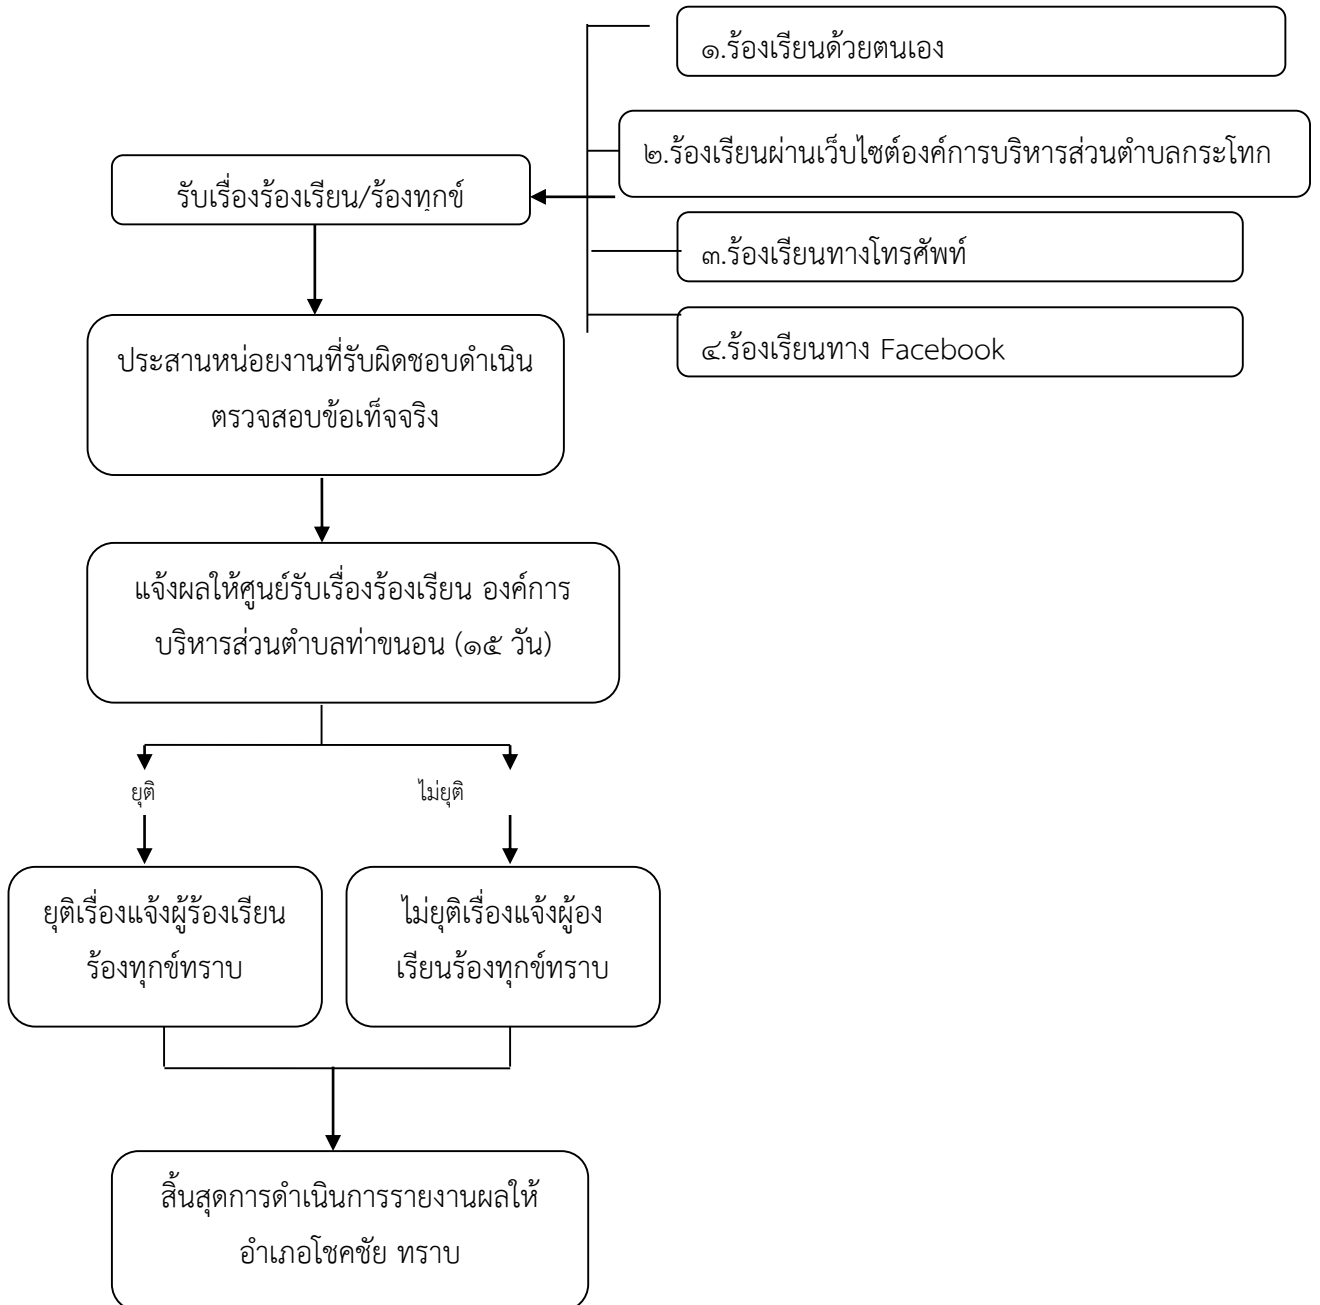 ๑.ร้องเรียนด้วยตนเอง
๒.ร้องเรียนผ่านเว็บไซต์องค์การบริหารส่วนตำบลกระโทก
รับเรื่องร้องเรียน/ร้องทุกข์
๓.ร้องเรียนทางโทรศัพท์
๔.ร้องเรียนทาง Facebook
ประสานหน่อยงานที่รับผิดชอบดำเนิน
ตรวจสอบข้อเท็จจริง
แจ้งผลให้ศูนย์รับเรื่องร้องเรียน องค์การ
บริหารส่วนตำบลท่าขนอน (๑๕ วัน)
ยุติ
ไม่ยุติ
ยุติเรื่องแจ้งผู้ร้องเรียน
ร้องทุกข์ทราบ
ไม่ยุติเรื่องแจ้งผู้อง
เรียนร้องทุกข์ทราบ
สิ้นสุดการดำเนินการรายงานผลให้
อำเภอโชคชัย ทราบ